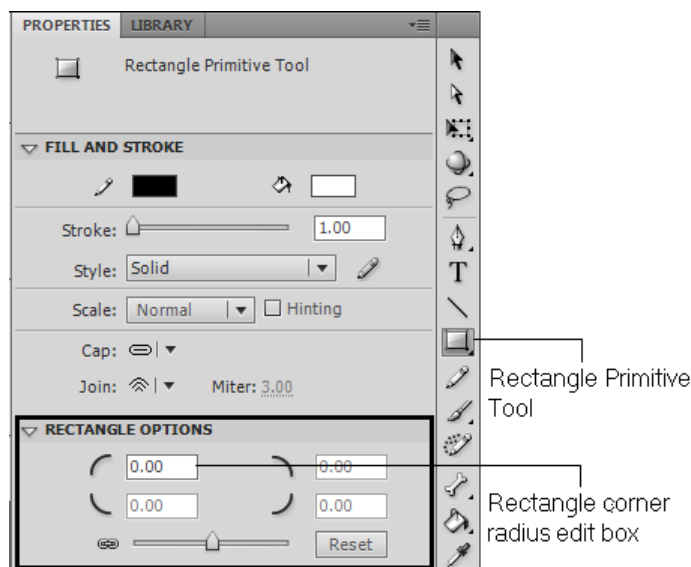 PROPERTIES LIBRARY
Rectangle Primitive Tool
FILL AND STROKE
Stroke: 1.00
Style: Solid
Scale: Normal Hinting
Cap:
Join: Miter: 3.00
Rectangle Primitive
Tool
RECTANGLE OPTIONS
0.00 0.00
0.00 0.00
Reset
Rectangle corner
radius edit box
T